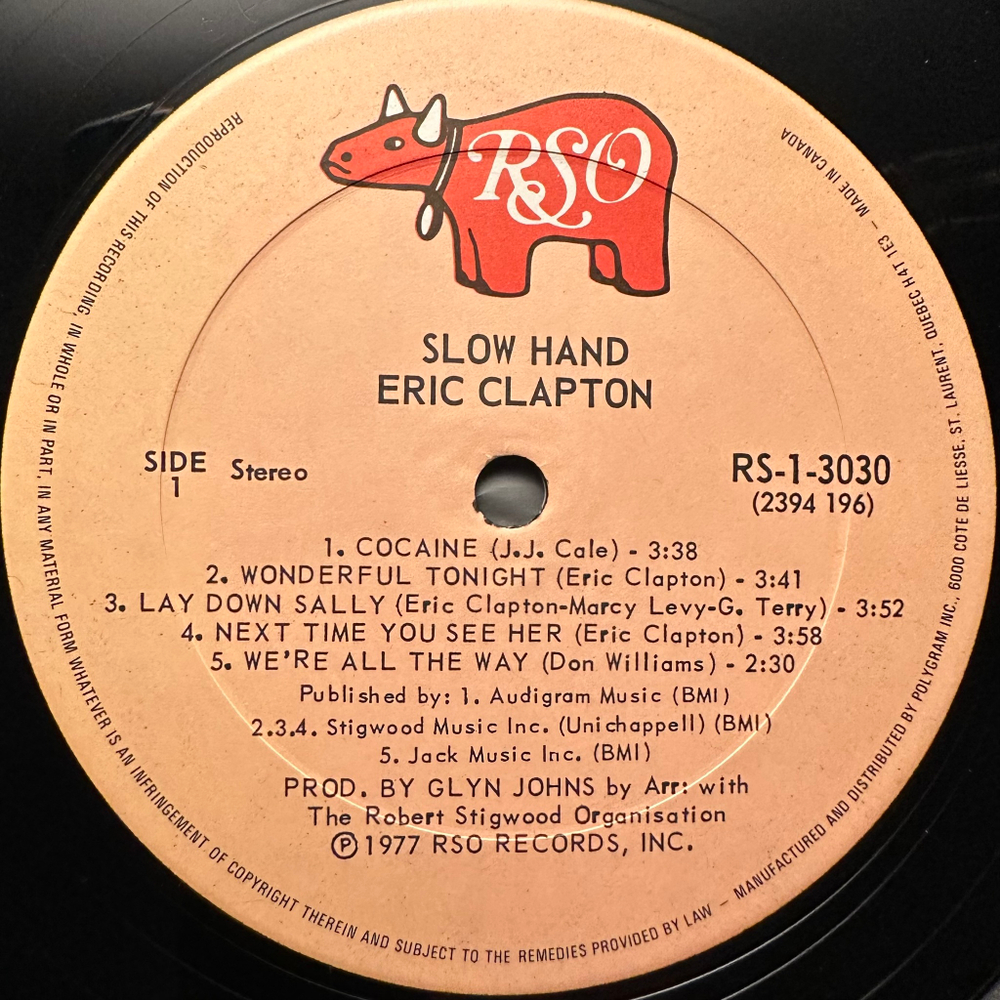 RSO
SLOW HAND
ERIC CLAPTON
SIDE
1
Stereo
RS-1-3030
(2394 196)
1. COCAINE (J.J. Cale) - 3:38
2. WONDERFUL TONIGHT (Eric Clapton) - 3:41
3. LAY DOWN SALLY (Eric Clapton-Marcy Levy-G. Terry) - 3:52
4. NEXT TIME YOU SEE HER (Eric Clapton) - 3:58
5. WE'RE ALL THE WAY (Don Williams) - 2:30
Published by: 1. Audigram Music (BMI)
2.3.4. Stigwood Music Inc. (Unichappell) (BMI)
5. Jack Music Inc. (BMI)
PROD. BY GLYN JOHNS by Arr: with
The Robert Stigwood Organisation
Ⓟ 1977 RSO RECORDS, INC.
REPRODUCTION OF THIS RECORDING, IN WHOLE OR IN PART, IN ANY MATERIAL FORM WHATEVER IS AN INFRINGEMENT OF COPYRIGHT THEREIN AND SUBJECT TO THE REMEDIES PROVIDED BY LAW – MANUFACTURED AND DISTRIBUTED BY POLYGRAM INC., 6000 COTE DE LIESSE, ST. LAURENT, QUEBEC H4T 1E3 – MADE IN CANADA